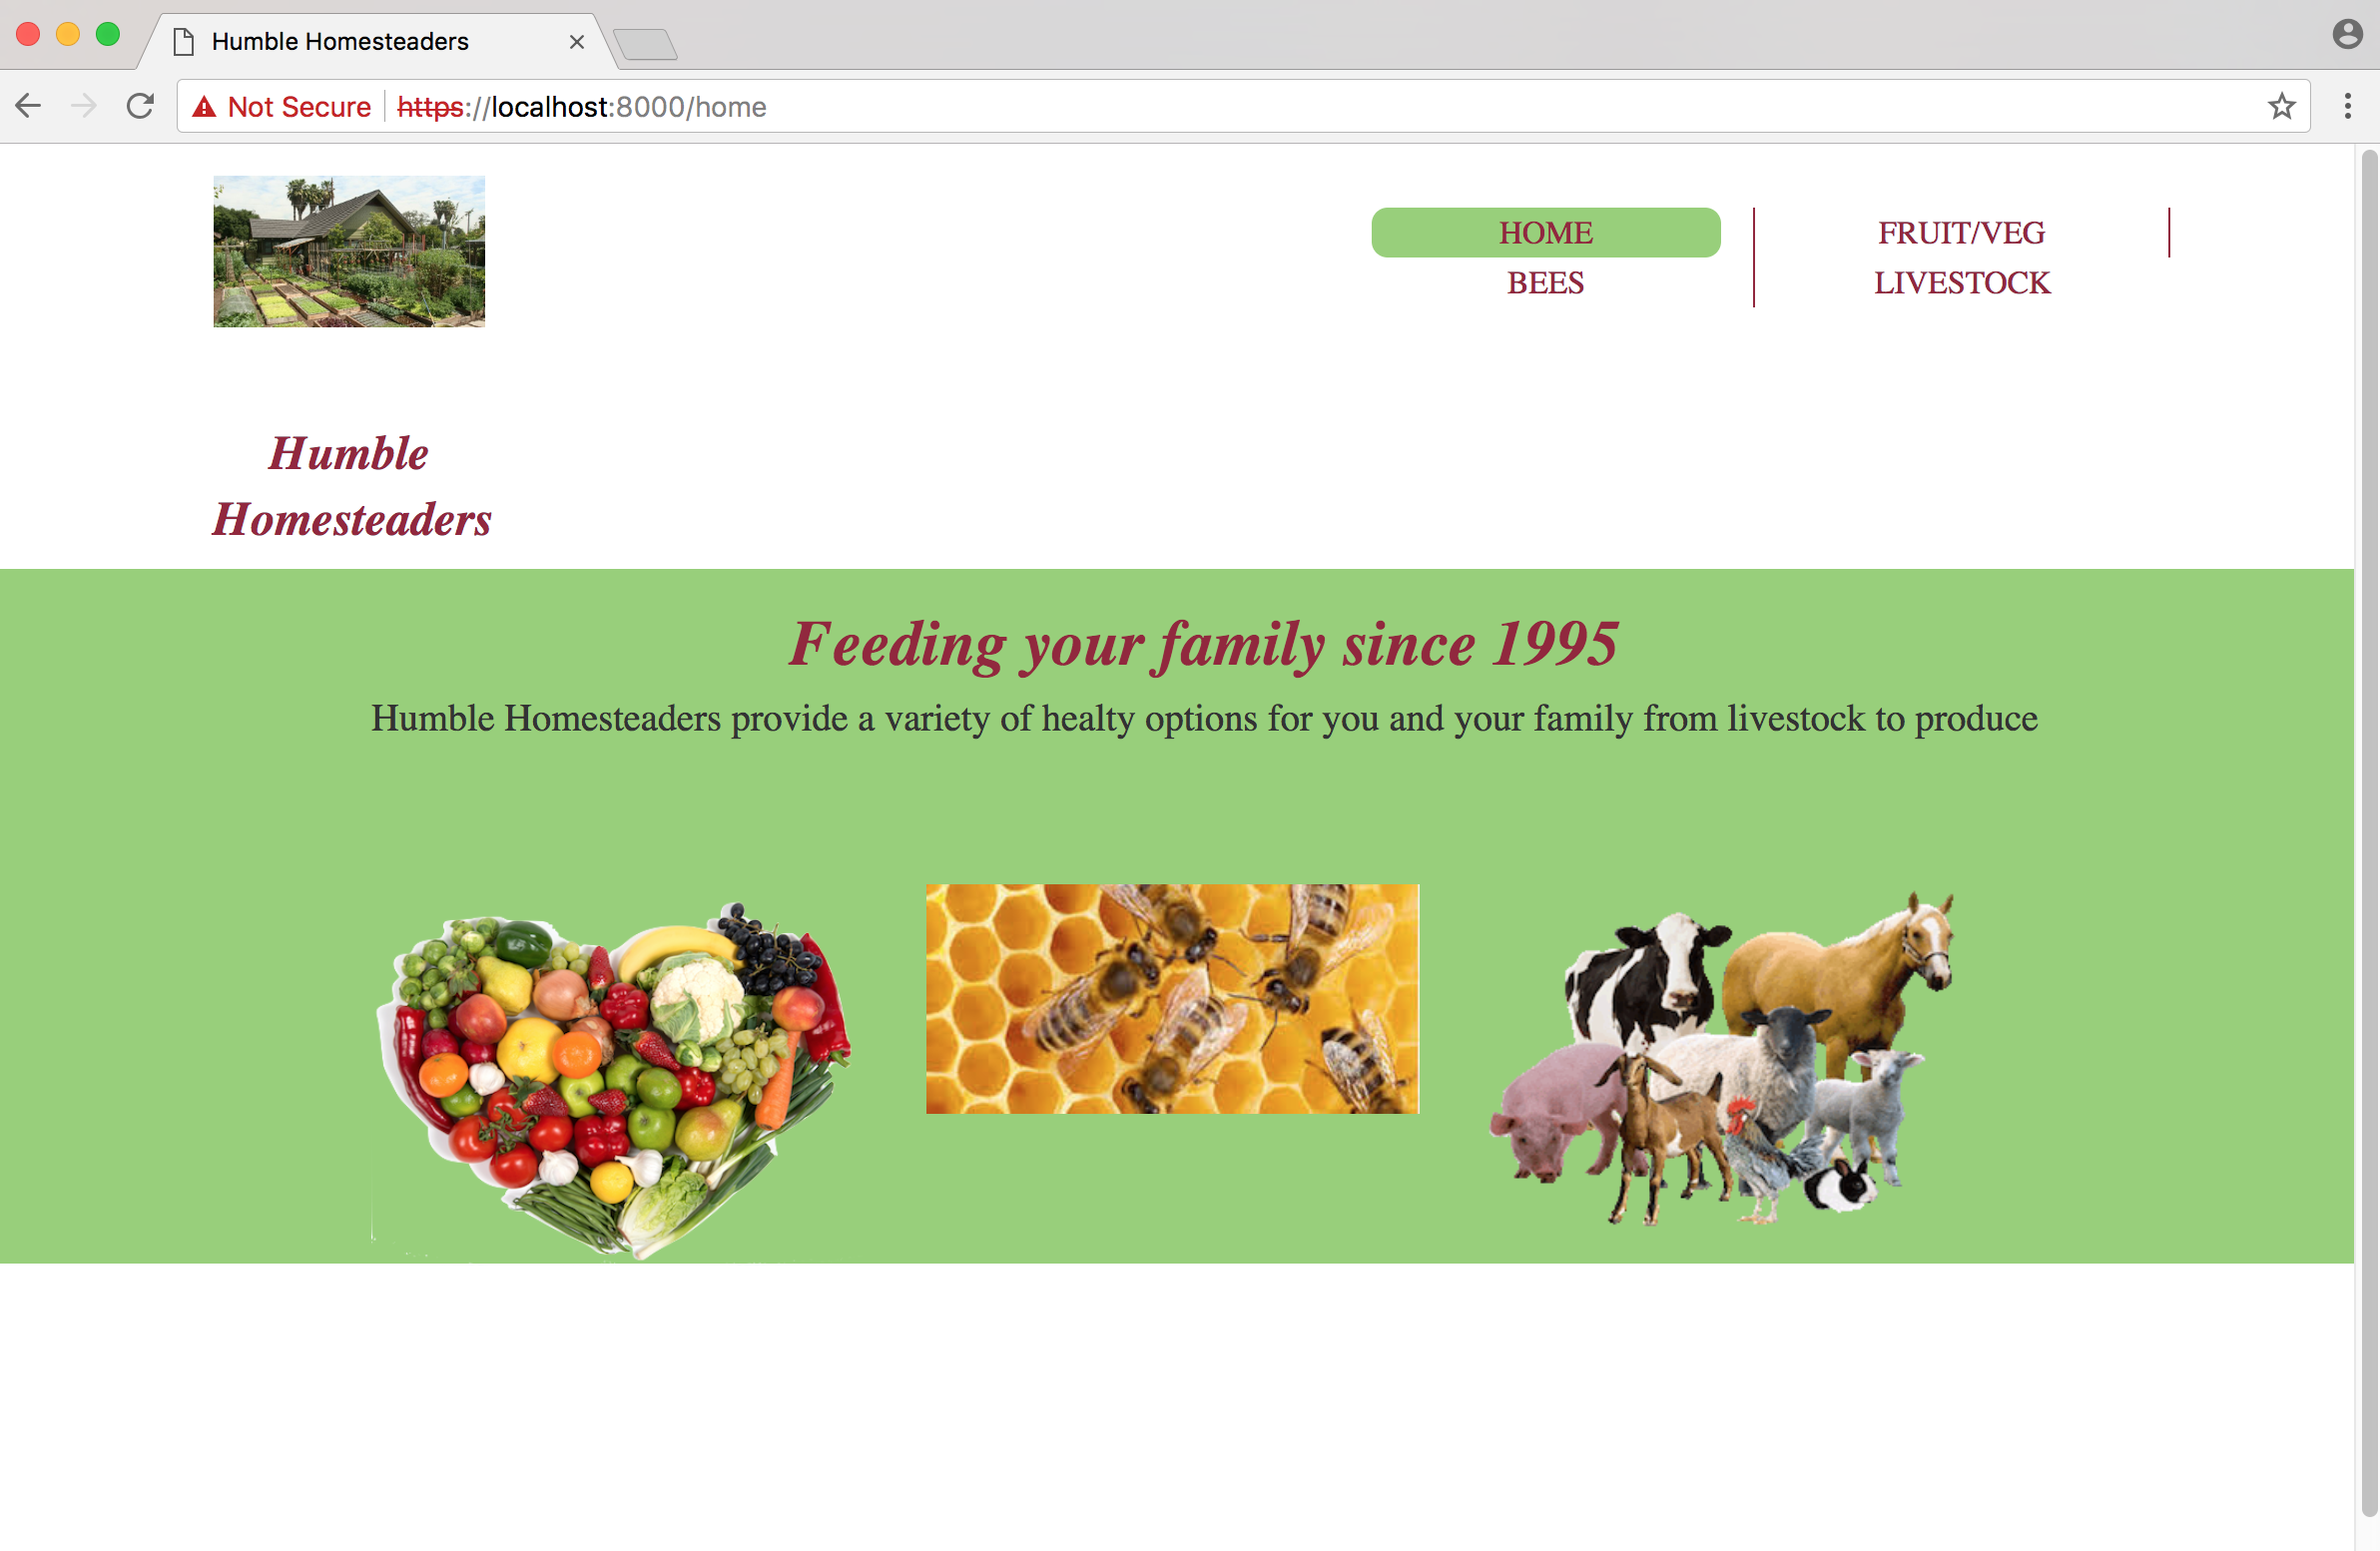 Humble Homesteaders
Not Secure https://localhost:8000/home
HOME FRUIT/VEG
BEES LIVESTOCK
Humble
Homesteaders
Feeding your family since 1995
Humble Homesteaders provide a variety of healty options for you and your family from livestock to produce